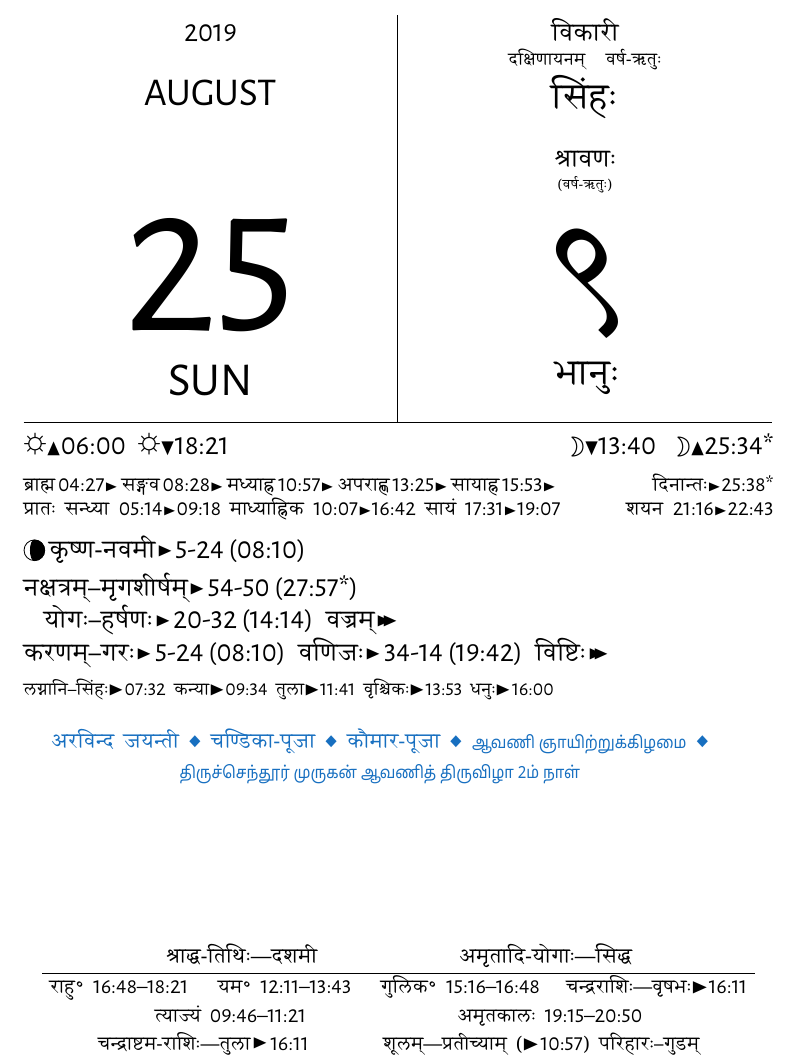 2019
AUGUST
25
SUN
विकारी
दक्षिणायनम् वर्ष-ऋतुः
सिंहः
श्रावणः
(वर्ष-ऋतुः)
९
भानुः
☼▲06:00 ☼▼18:21 ☽▼13:40 ☽▲25:34*
ब्राह्म 04:27► सङ्गव 08:28► मध्याह्न 10:57► अपराह्ण 13:25► सायाह्न 15:53► दिनान्तः►25:38*
प्रातः सन्ध्या 05:14►09:18 माध्याह्निक 10:07►16:42 सायं 17:31►19:07 शयन 21:16►22:43
कृष्ण-नवमी►5-24 (08:10)
नक्षत्रम्–मृगशीर्षम्►54-50 (27:57*)
योगः–हर्षणः►20-32 (14:14) वज्रम्►►
करणम्–गरः►5-24 (08:10) वणिजः►34-14 (19:42) विष्टिः►►
लग्नानि–सिंहः►07:32 कन्या►09:34 तुला►11:41 वृश्चिकः►13:53 धनुः►16:00
अरविन्द जयन्ती ◆ चण्डिका-पूजा ◆ कौमार-पूजा ◆ ஆவணி ஞாயிற்றுக்கிழமை ◆
திருச்செந்தூர் முருகன் ஆவணித் திருவிழா 2ம் நாள்
श्राद्ध-तिथिः—दशमी अमृतादि-योगाः—सिद्ध
राहु° 16:48–18:21 यम° 12:11–13:43 गुलिक° 15:16–16:48 चन्द्रराशिः—वृषभः►16:11
त्याज्यं 09:46–11:21 अमृतकालः 19:15–20:50
चन्द्राष्टम-राशिः—तुला►16:11 शूलम्—प्रतीच्याम् (►10:57) परिहारः–गुडम्